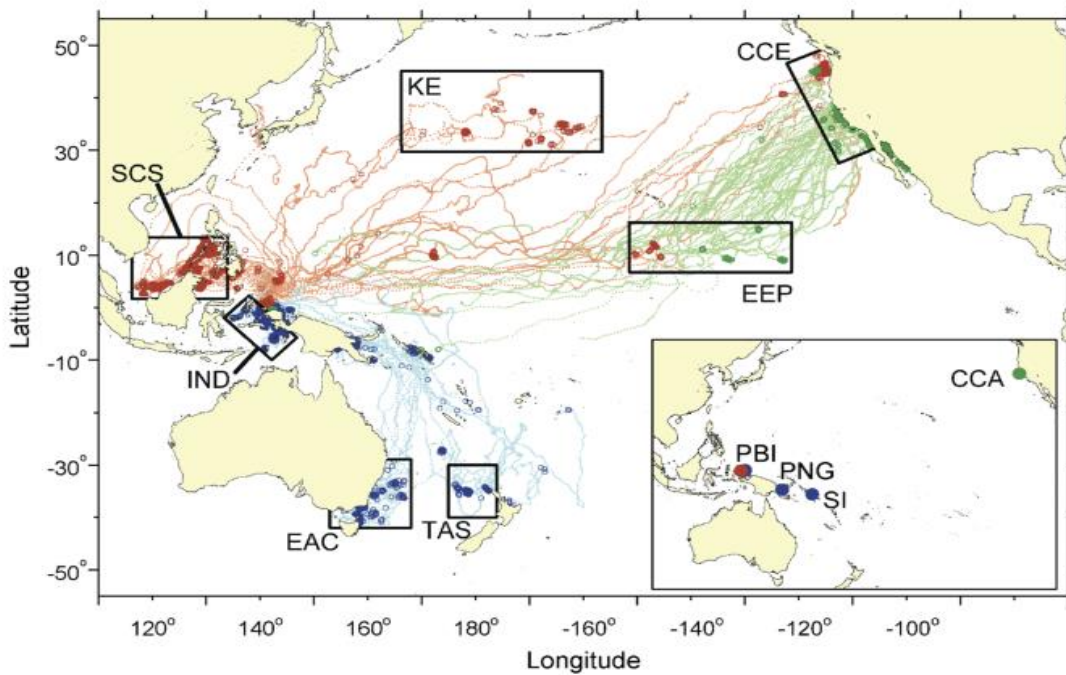 50°
CCE
KE
30°
SCS
10°
EEP
Latitude
-10°
IND
CCA
PBI
PNG
SI
-30°
EAC
TAS
-50°
120° 140° 160° 180° -160° -140° -120° -100°
Longitude